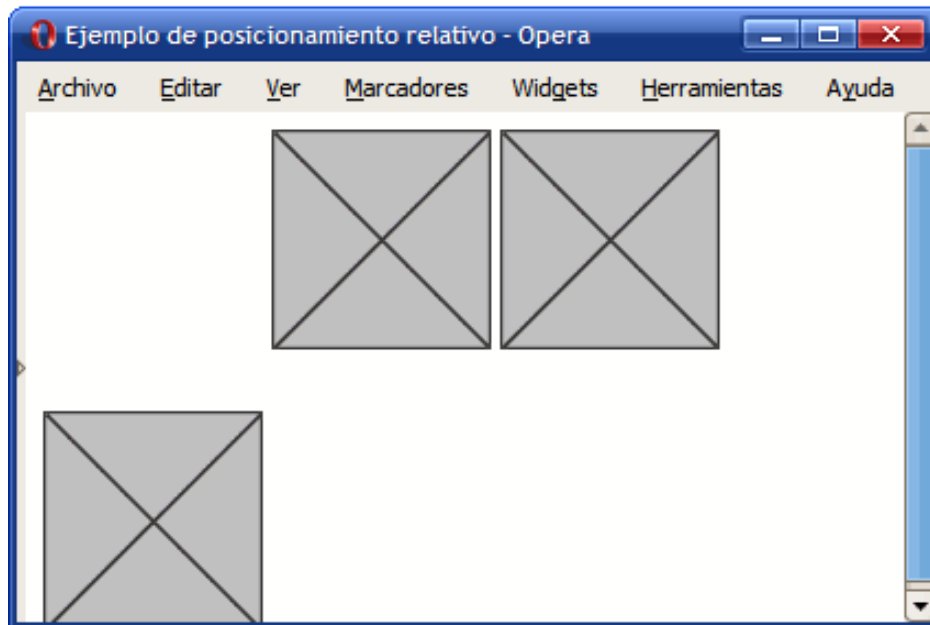 Ejemplo de posicionamiento relativo - Opera
Archivo Editar Ver Marcadores Widgets Herramientas Ayuda